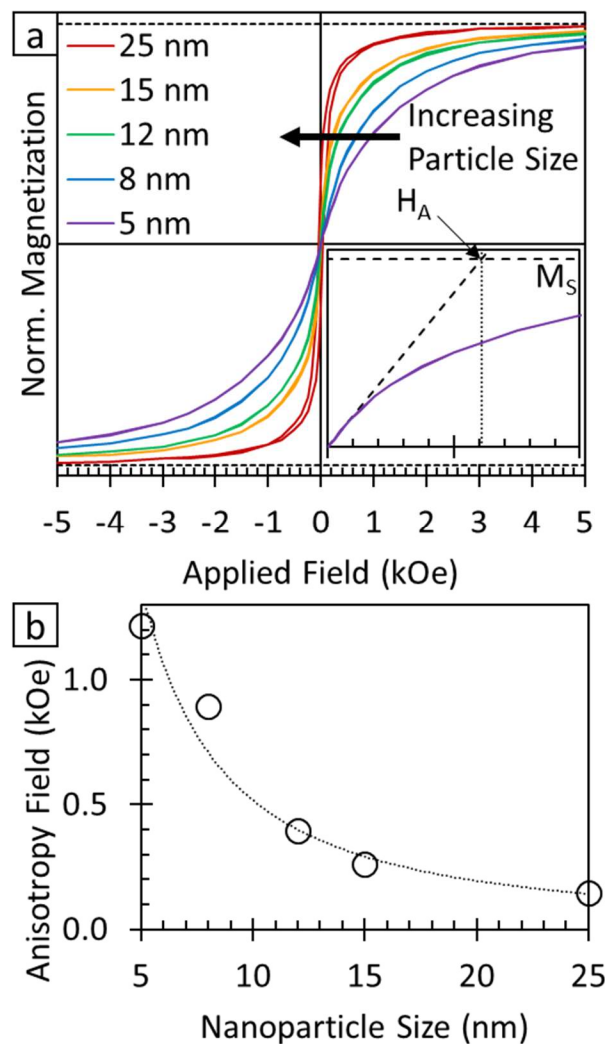 a
25 nm
15 nm
12 nm
8 nm
5 nm
Increasing
Particle Size
H_A
M_S
Norm. Magnetization
-5 -4 -3 -2 -1 0 1 2 3 4 5
Applied Field (kOe)
b
Anisotropy Field (kOe)
1.0
0.5
0.0
5 10 15 20 25
Nanoparticle Size (nm)